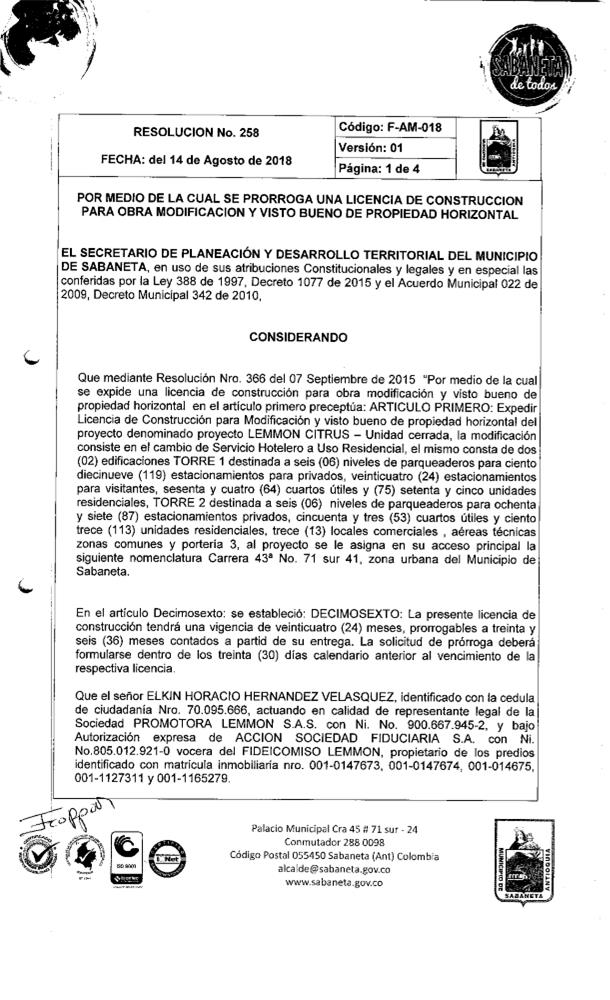 SABANETA
de todos
RESOLUCION No. 258
FECHA: del 14 de Agosto de 2018
Código: F-AM-018
Versión: 01
Página: 1 de 4
POR MEDIO DE LA CUAL SE PRORROGA UNA LICENCIA DE CONSTRUCCION
PARA OBRA MODIFICACION Y VISTO BUENO DE PROPIEDAD HORIZONTAL
EL SECRETARIO DE PLANEACIÓN Y DESARROLLO TERRITORIAL DEL MUNICIPIO
DE SABANETA, en uso de sus atribuciones Constitucionales y legales y en especial las
conferidas por la Ley 388 de 1997, Decreto 1077 de 2015 y el Acuerdo Municipal 022 de
2009, Decreto Municipal 342 de 2010,
CONSIDERANDO
Que mediante Resolución Nro. 366 del 07 Septiembre de 2015 "Por medio de la cual
se expide una licencia de construcción para obra modificación y visto bueno de
propiedad horizontal en el artículo primero preceptúa: ARTICULO PRIMERO: Expedir
Licencia de Construcción para Modificación y visto bueno de propiedad horizontal del
proyecto denominado proyecto LEMMON CITRUS – Unidad cerrada, la modificación
consiste en el cambio de Servicio Hotelero a Uso Residencial, el mismo consta de dos
(02) edificaciones TORRE 1 destinada a seis (06) niveles de parqueaderos para ciento
diecinueve (119) estacionamientos para privados, veinticuatro (24) estacionamientos
para visitantes, sesenta y cuatro (64) cuartos útiles y (75) setenta y cinco unidades
residenciales, TORRE 2 destinada a seis (06) niveles de parqueaderos para ochenta
y siete (87) estacionamientos privados, cincuenta y tres (53) cuartos útiles y ciento
trece (113) unidades residenciales, trece (13) locales comerciales , aéreas técnicas
zonas comunes y portería 3, al proyecto se le asigna en su acceso principal la
siguiente nomenclatura Carrera 43ª No. 71 sur 41, zona urbana del Municipio de
Sabaneta.
En el artículo Decimosexto: se estableció: DECIMOSEXTO: La presente licencia de
construcción tendrá una vigencia de veinticuatro (24) meses, prorrogables a treinta y
seis (36) meses contados a partid de su entrega. La solicitud de prórroga deberá
formularse dentro de los treinta (30) días calendario anterior al vencimiento de la
respectiva licencia.
Que el señor ELKIN HORACIO HERNANDEZ VELASQUEZ, identificado con la cedula
de ciudadanía Nro. 70.095.666, actuando en calidad de representante legal de la
Sociedad PROMOTORA LEMMON S.A.S. con Ni. No. 900.667.945-2, y bajo
Autorización expresa de ACCION SOCIEDAD FIDUCIARIA S.A. con Ni.
No.805.012.921-0 vocera del FIDEICOMISO LEMMON, propietario de los predios
identificado con matrícula inmobiliária nro. 001-0147673, 001-0147674, 001-014675,
001-1127311 y 001-1165279.
Palacio Municipal Cra 45 # 71 sur - 24
Conmutador 288 0098
Código Postal 055450 Sabaneta (Ant) Colombia
alcalde@sabaneta.gov.co
www.sabaneta.gov.co
ISO 9001
IQNet
MUNICIPIO DE
SABANETA
ANTIOQUIA